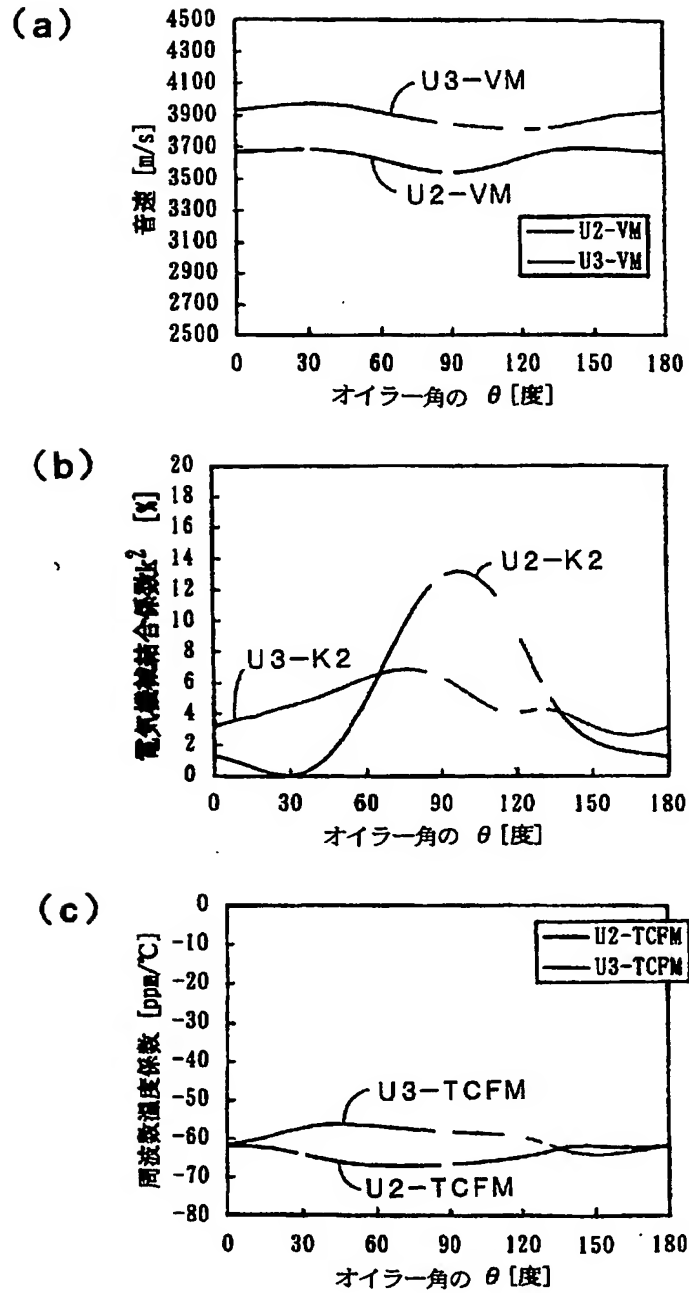 (a)
4500
4300
4100
3900
3700
3500
3300
3100
2900
2700
2500
音速 [m/s]
U3-VM
U2-VM
U2-VM
U3-VM
0 30 60 90 120 150 180
オイラー角の θ [度]
(b)
20
18
16
14
12
10
8
6
4
2
0
電気機械結合係数k² [%]
U2-K2
U3-K2
0 30 60 90 120 150 180
オイラー角の θ [度]
(c)
0
-10
-20
-30
-40
-50
-60
-70
-80
周波数温度係数 [ppm/℃]
U2-TCFM
U3-TCFM
U3-TCFM
U2-TCFM
0 30 60 90 120 150 180
オイラー角の θ [度]